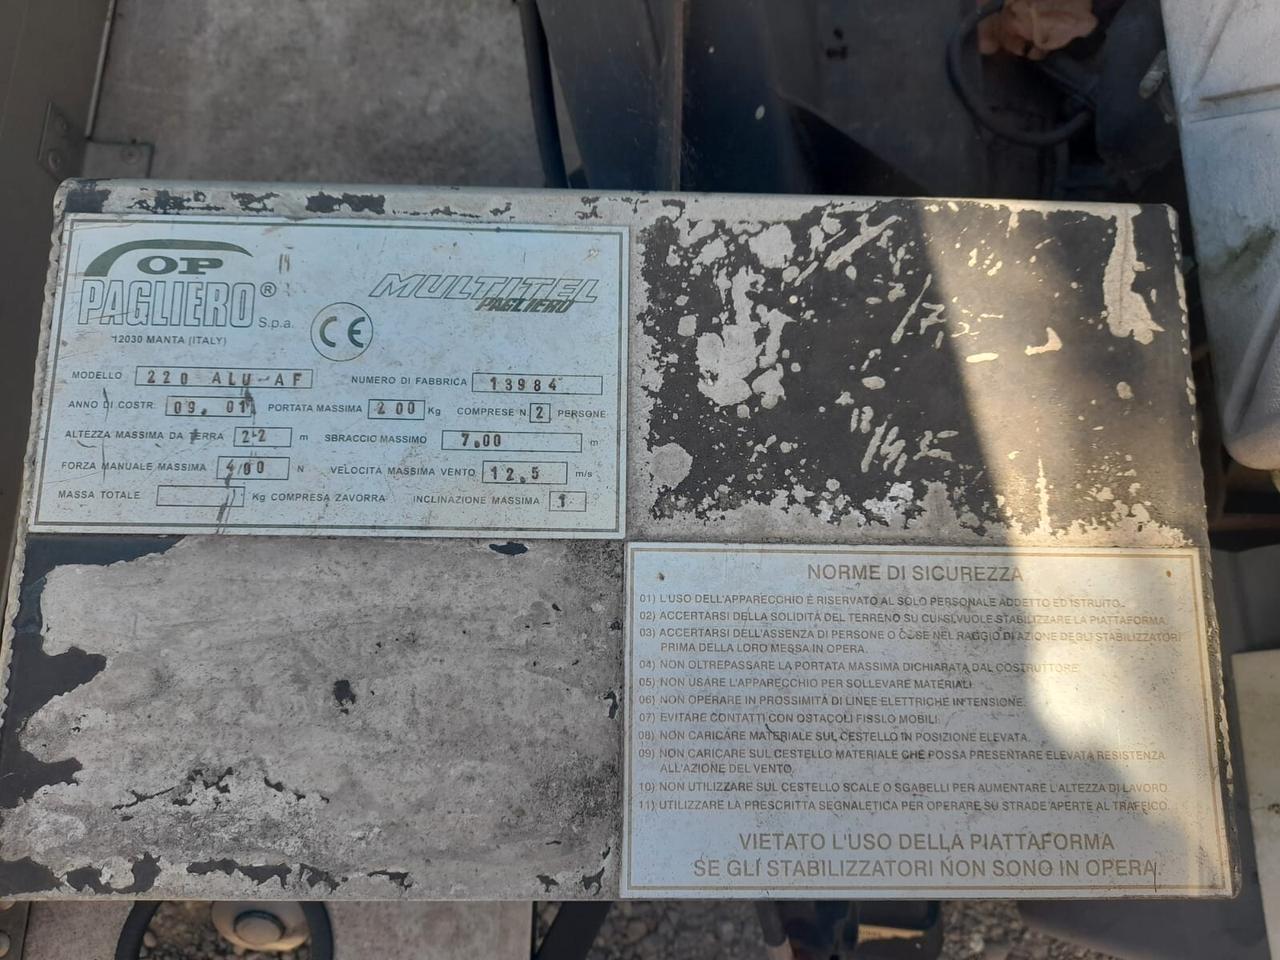 OP
PAGLIERO® S.p.a.
12030 MANTA (ITALY)
CE
MULTITEL
PAGLIERO
MODELLO 220 ALU-AF NUMERO DI FABBRICA 13984
ANNO DI COSTR. 09.01 PORTATA MASSIMA 200 Kg COMPRESE N. 2 PERSONE
ALTEZZA MASSIMA DA TERRA 22 m SBRACCIO MASSIMO 7.00 m
FORZA MANUALE MASSIMA 400 N VELOCITA MASSIMA VENTO 12.5 m/s
MASSA TOTALE Kg COMPRESA ZAVORRA INCLINAZIONE MASSIMA 1
NORME DI SICUREZZA
01) L'USO DELL'APPARECCHIO È RISERVATO AL SOLO PERSONALE ADDETTO ED ISTRUITO.
02) ACCERTARSI DELLA SOLIDITÀ DEL TERRENO SU CUI SI VUOLE STABILIZZARE LA PIATTAFORMA.
03) ACCERTARSI DELL'ASSENZA DI PERSONE O COSE NEL RAGGIO DI AZIONE DEGLI STABILIZZATORI
PRIMA DELLA LORO MESSA IN OPERA.
04) NON OLTREPASSARE LA PORTATA MASSIMA DICHIARATA DAL COSTRUTTORE.
05) NON USARE L'APPARECCHIO PER SOLLEVARE MATERIALI.
06) NON OPERARE IN PROSSIMITÀ DI LINEE ELETTRICHE IN TENSIONE.
07) EVITARE CONTATTI CON OSTACOLI FISSI O MOBILI.
08) NON CARICARE MATERIALE SUL CESTELLO IN POSIZIONE ELEVATA.
09) NON CARICARE SUL CESTELLO MATERIALE CHE POSSA PRESENTARE ELEVATA RESISTENZA
ALL'AZIONE DEL VENTO.
10) NON UTILIZZARE SUL CESTELLO SCALE O SGABELLI PER AUMENTARE L'ALTEZZA DI LAVORO.
11) UTILIZZARE LA PRESCRITTA SEGNALETICA PER OPERARE SU STRADE APERTE AL TRAFFICO.
VIETATO L'USO DELLA PIATTAFORMA
SE GLI STABILIZZATORI NON SONO IN OPERA